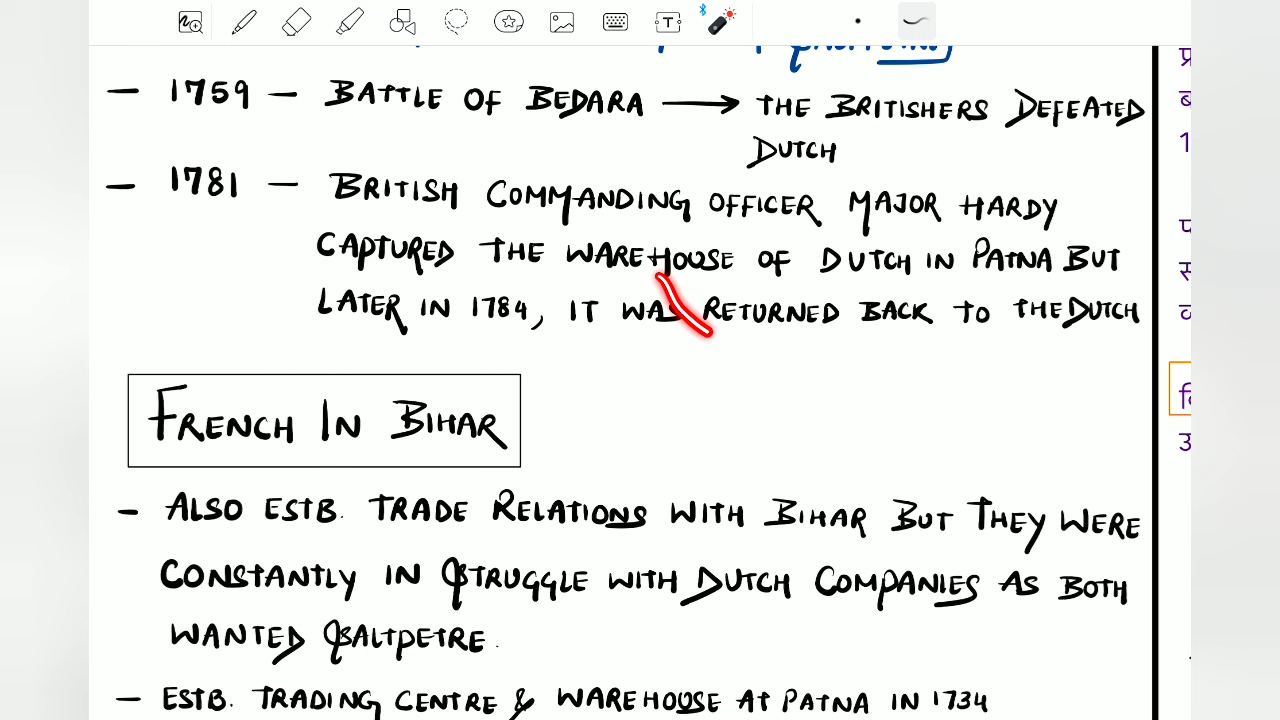 - 1759 - BATTLE OF BEDARA → THE BRITISHERS DEFEATED
DUTCH
- 1781 - BRITISH COMMANDING OFFICER MAJOR HARDY
CAPTURED THE WAREHOUSE OF DUTCH IN PATNA BUT
LATER IN 1784, IT WAS RETURNED BACK TO THE DUTCH
FRENCH IN BIHAR
- ALSO ESTB. TRADE RELATIONS WITH BIHAR BUT THEY WERE
CONSTANTLY IN STRUGGLE WITH DUTCH COMPANIES AS BOTH
WANTED SALTPETRE.
- ESTB. TRADING CENTRE & WAREHOUSE AT PATNA IN 1734